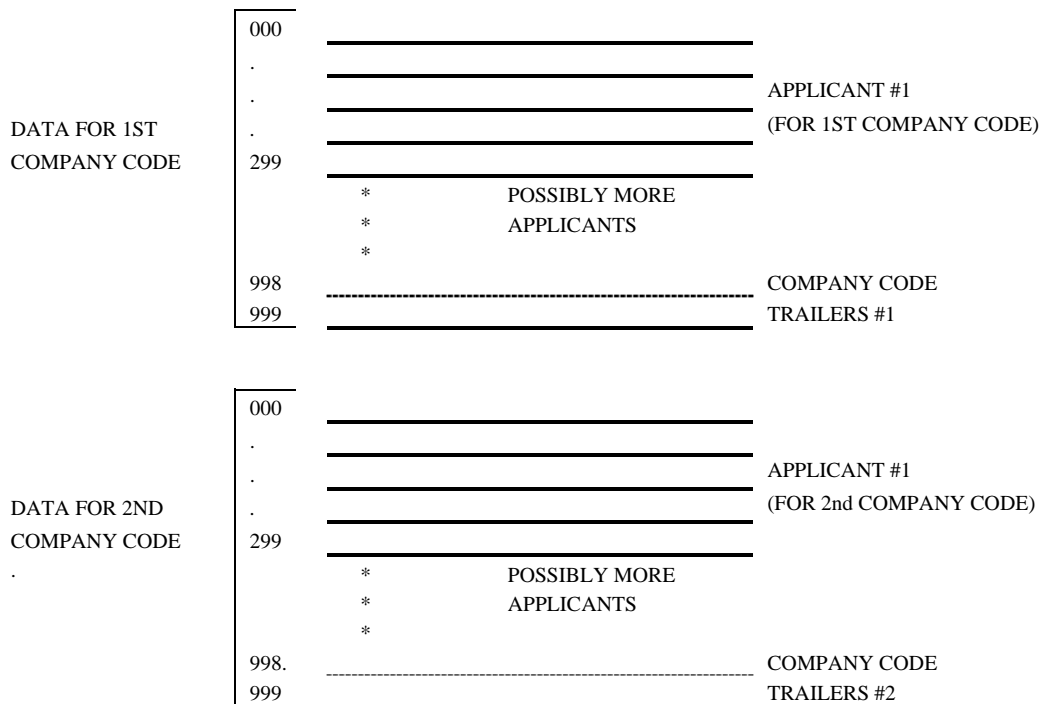 000
.
. APPLICANT #1
DATA FOR 1ST . (FOR 1ST COMPANY CODE)
COMPANY CODE 299
* POSSIBLY MORE
* APPLICANTS
*
998 COMPANY CODE
999 TRAILERS #1
000
.
. APPLICANT #1
DATA FOR 2ND . (FOR 2nd COMPANY CODE)
COMPANY CODE 299
. * POSSIBLY MORE
* APPLICANTS
*
998. COMPANY CODE
999 TRAILERS #2